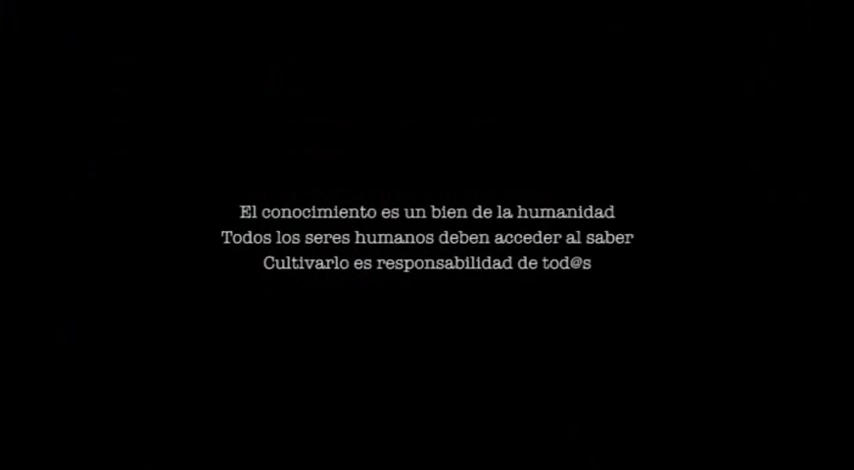 El conocimiento es un bien de la humanidad
Todos los seres humanos deben acceder al saber
Cultivarlo es responsabilidad de tod@s